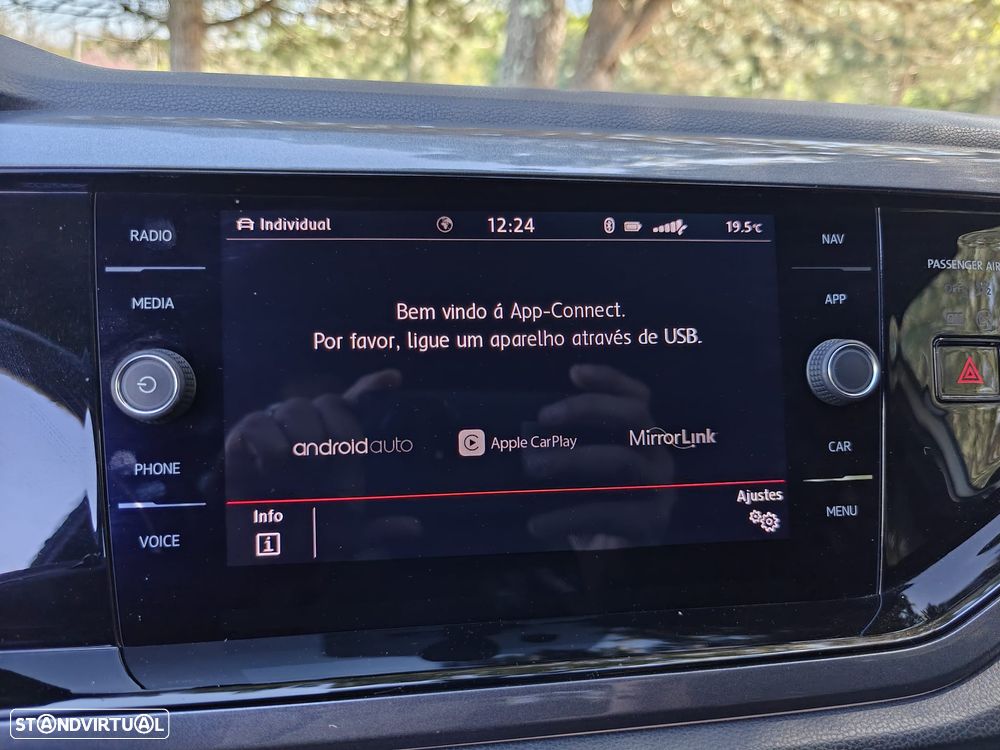 RADIO
MEDIA
PHONE
VOICE
Individual
12:24
19.5°C
Bem vindo á App-Connect.
Por favor, ligue um aparelho através de USB.
androidauto
Apple CarPlay
MirrorLink
Info
i
Ajustes
NAV
APP
CAR
MENU
PASSENGER AIR
STANDVIRTUAL